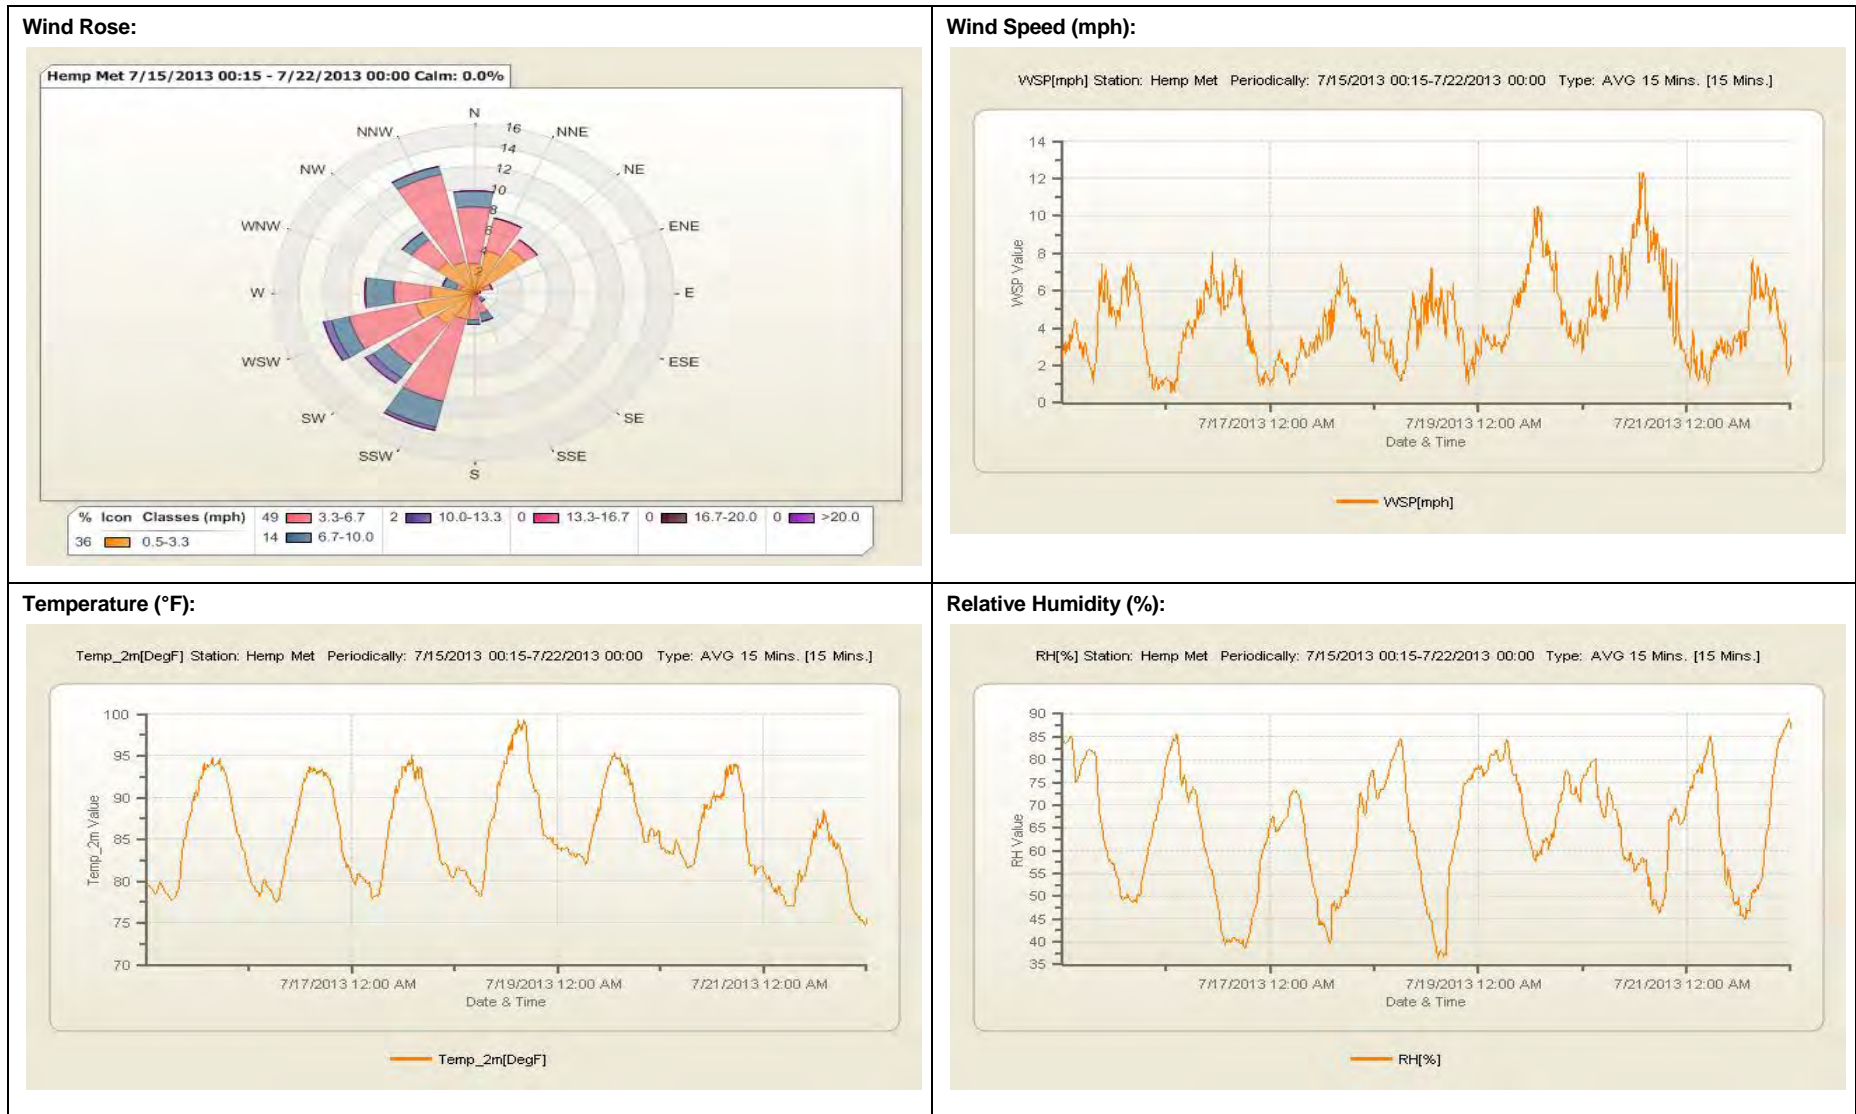 Wind Rose:
Hemp Met 7/15/2013 00:15 - 7/22/2013 00:00 Calm: 0.0%
N
NNE
NE
ENE
E
ESE
SE
SSE
S
SSW
SW
WSW
W
WNW
NW
NNW
16
14
12
10
8
6
4
2
% Icon Classes (mph) 49 3.3-6.7 2 10.0-13.3 0 13.3-16.7 0 16.7-20.0 0 >20.0
36 0.5-3.3 14 6.7-10.0
Wind Speed (mph):
WSP[mph] Station: Hemp Met Periodically: 7/15/2013 00:15-7/22/2013 00:00 Type: AVG 15 Mins. [15 Mins.]
14
12
10
8
6
4
2
0
WSP Value
7/17/2013 12:00 AM 7/19/2013 12:00 AM 7/21/2013 12:00 AM
Date & Time
WSP[mph]
Temperature (°F):
Temp_2m[DegF] Station: Hemp Met Periodically: 7/15/2013 00:15-7/22/2013 00:00 Type: AVG 15 Mins. [15 Mins.]
100
95
90
85
80
75
70
Temp_2m Value
7/17/2013 12:00 AM 7/19/2013 12:00 AM 7/21/2013 12:00 AM
Date & Time
Temp_2m[DegF]
Relative Humidity (%):
RH[%] Station: Hemp Met Periodically: 7/15/2013 00:15-7/22/2013 00:00 Type: AVG 15 Mins. [15 Mins.]
90
85
80
75
70
65
60
55
50
45
40
35
RH Value
7/17/2013 12:00 AM 7/19/2013 12:00 AM 7/21/2013 12:00 AM
Date & Time
RH[%]